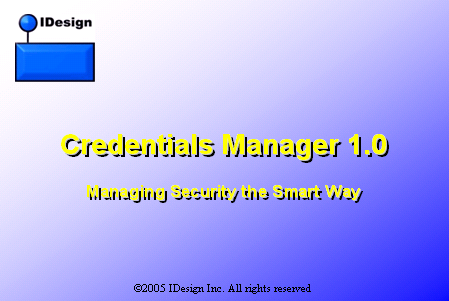 IDesign
Credentials Manager 1.0
Managing Security the Smart Way
©2005 IDesign Inc. All rights reserved